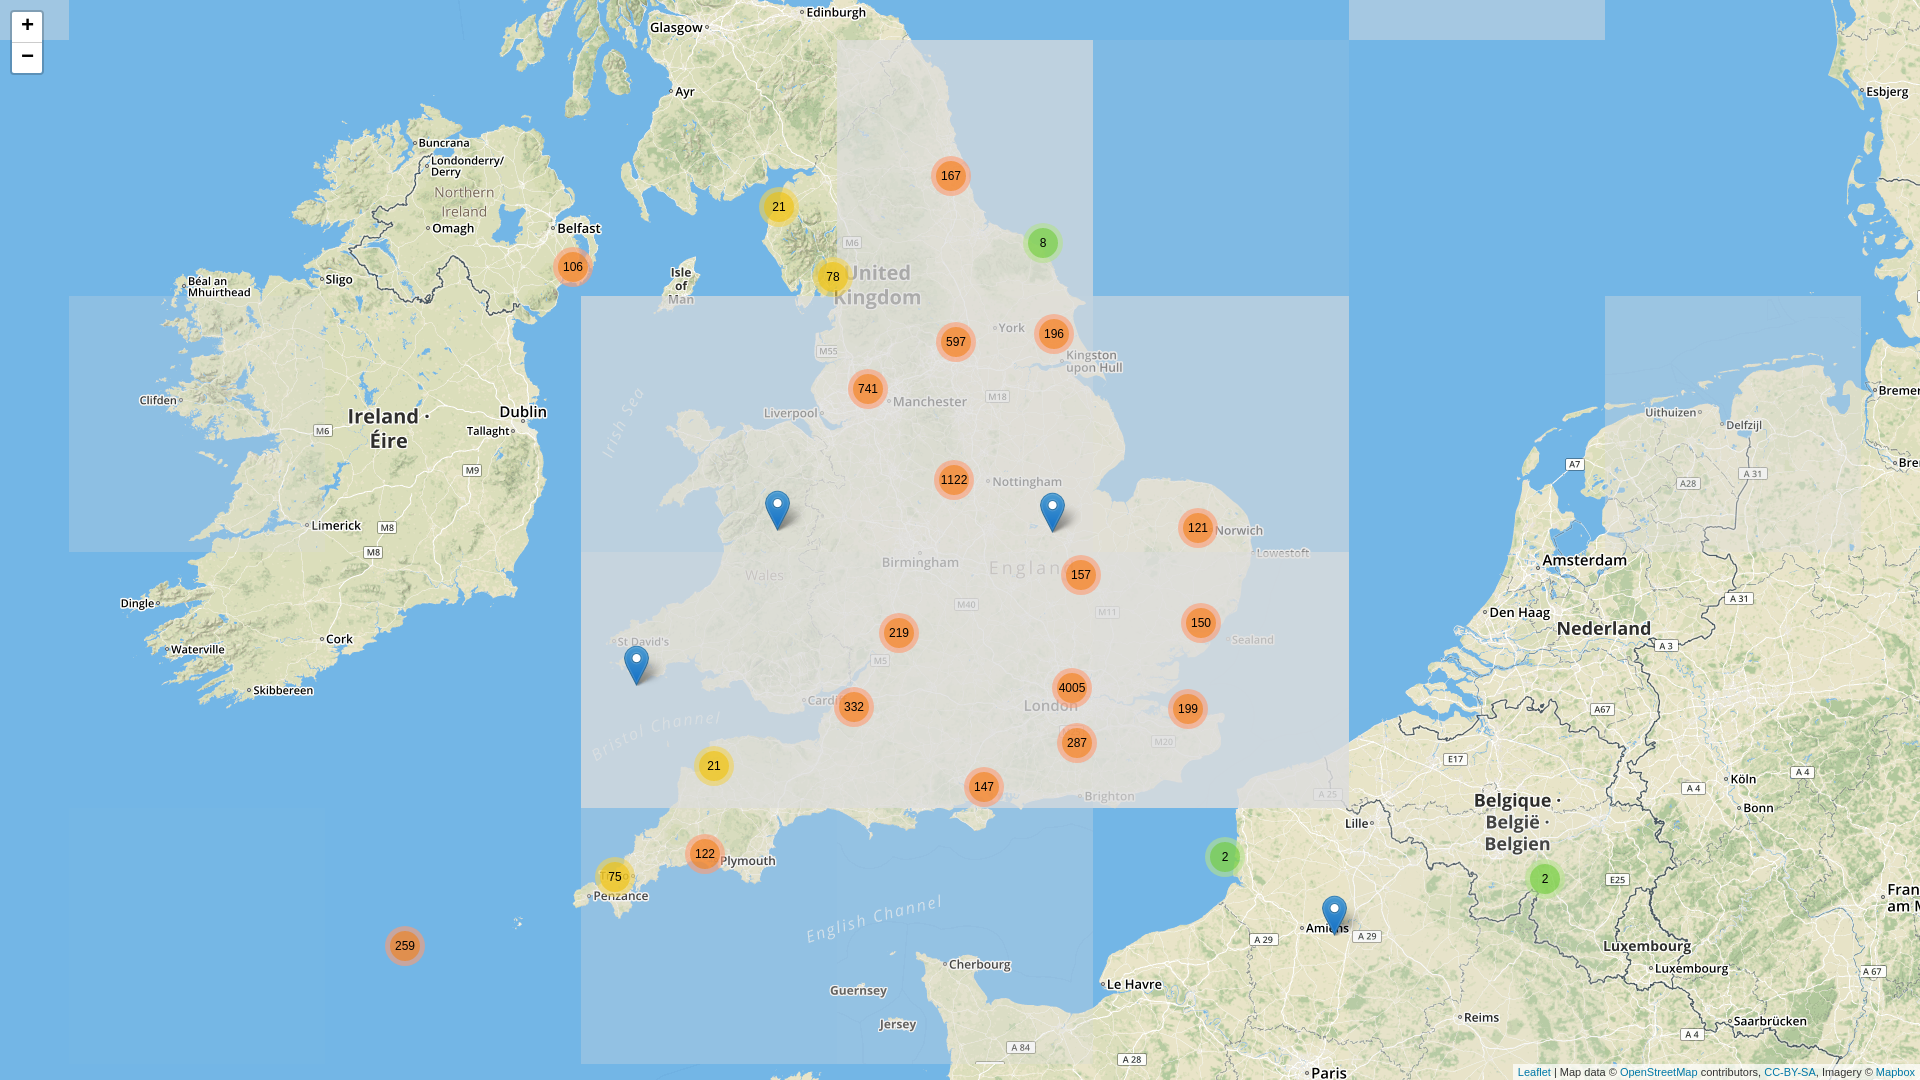 +
−
Edinburgh
Glasgow
Ayr
Esbjerg
Buncrana
Londonderry/
Derry
Northern
Ireland
Omagh
Belfast
106
167
21
8
M6
78
United
Kingdom
Isle
of
Man
Sligo
Béal an
Mhuirthead
597
York
196
Kingston
upon Hull
M55
741
Manchester
M18
Liverpool
Irish Sea
Clifden
Ireland ·
Éire
M6
Dublin
Tallaght
M9
Uithuizen
Delfzijl
Bremer
A7
A 31
A28
Bre
1122
Nottingham
121
Norwich
Lowestoft
Limerick
M8
M8
Birmingham
Wales
Englan
157
Amsterdam
Dingle
Cork
Waterville
Skibbereen
M40
M11
219
150
Sealand
St David's
M5
Den Haag
A 31
Nederland
A 3
4005
London
199
Cardif
332
287
M20
A67
Bristol Channel
21
147
Brighton
A 25
E17
Köln
A 4
A 4
Bonn
Belgique ·
België ·
Belgien
Lille
122
Plymouth
75
Penzance
2
2
E25
Fran
am M
English Channel
259
Amiens
A 29
A 29
Luxembourg
Luxembourg
A 67
Cherbourg
Le Havre
Guernsey
Jersey
Reims
Saarbrücken
A 4
A 84
A 28
Paris
Leaflet | Map data © OpenStreetMap contributors, CC-BY-SA, Imagery © Mapbox